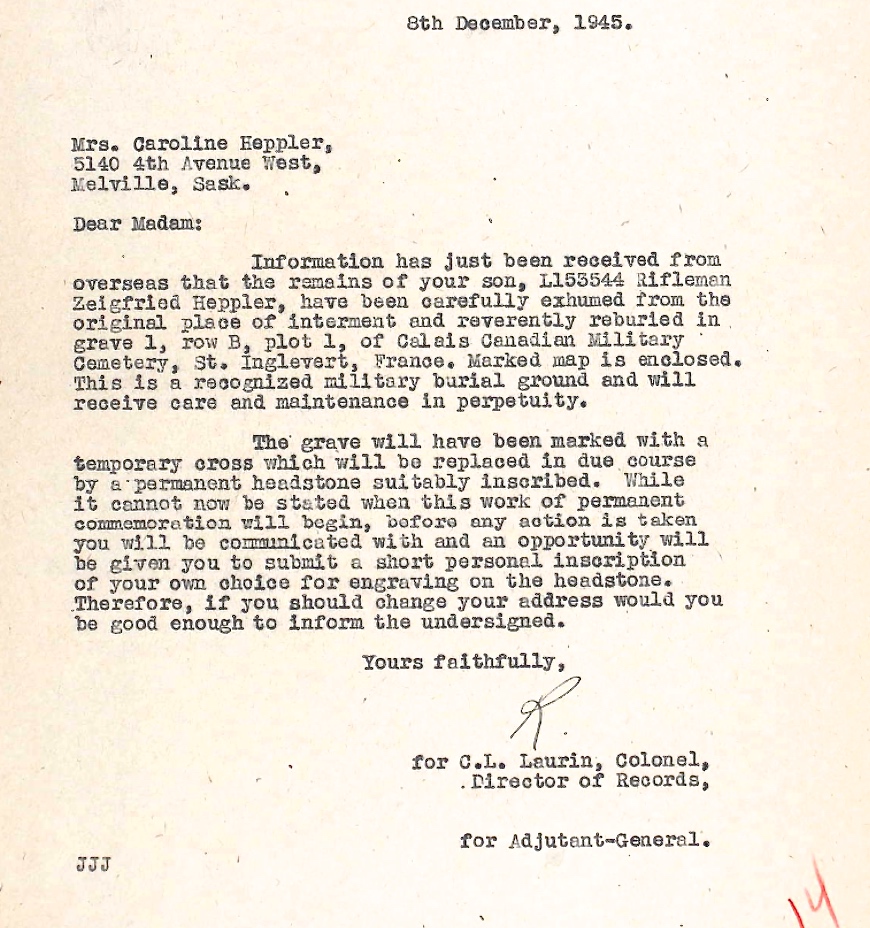 8th December, 1945.
Mrs. Caroline Heppler,
5140 4th Avenue West,
Melville, Sask.
Dear Madam:
Information has just been received from
overseas that the remains of your son, L153544 Rifleman
Zeigfried Heppler, have been carefully exhumed from the
original place of interment and reverently reburied in
grave 1, row B, plot 1, of Calais Canadian Military
Cemetery, St. Inglevert, France. Marked map is enclosed.
This is a recognized military burial ground and will
receive care and maintenance in perpetuity.
The grave will have been marked with a
temporary cross which will be replaced in due course
by a permanent headstone suitably inscribed. While
it cannot now be stated when this work of permanent
commemoration will begin, before any action is taken
you will be communicated with and an opportunity will
be given you to submit a short personal inscription
of your own choice for engraving on the headstone.
Therefore, if you should change your address would you
be good enough to inform the undersigned.
Yours faithfully,
R.
for C.L. Laurin, Colonel,
Director of Records,
for Adjutant-General.
JJJ
14